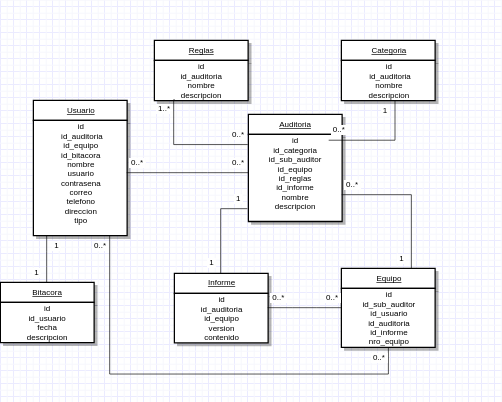 Reglas
id
id_auditoria
nombre
descripcion
1..*
0..*
Categoria
id
id_auditoria
nombre
descripcion
1
0..*
Usuario
id
id_auditoria
id_equipo
id_bitacora
nombre
usuario
contrasena
correo
telefono
direccion
tipo
0..*
0..*
1
0..*
Auditoria
id
id_categoria
id_sub_auditor
id_equipo
id_reglas
id_informe
nombre
descripcion
0..*
1
1
1
1
Bitacora
id
id_usuario
fecha
descripcion
Informe
id
id_auditoria
id_equipo
version
contenido
0..*
0..*
Equipo
id
id_sub_auditor
id_usuario
id_auditoria
id_informe
nro_equipo
0..*